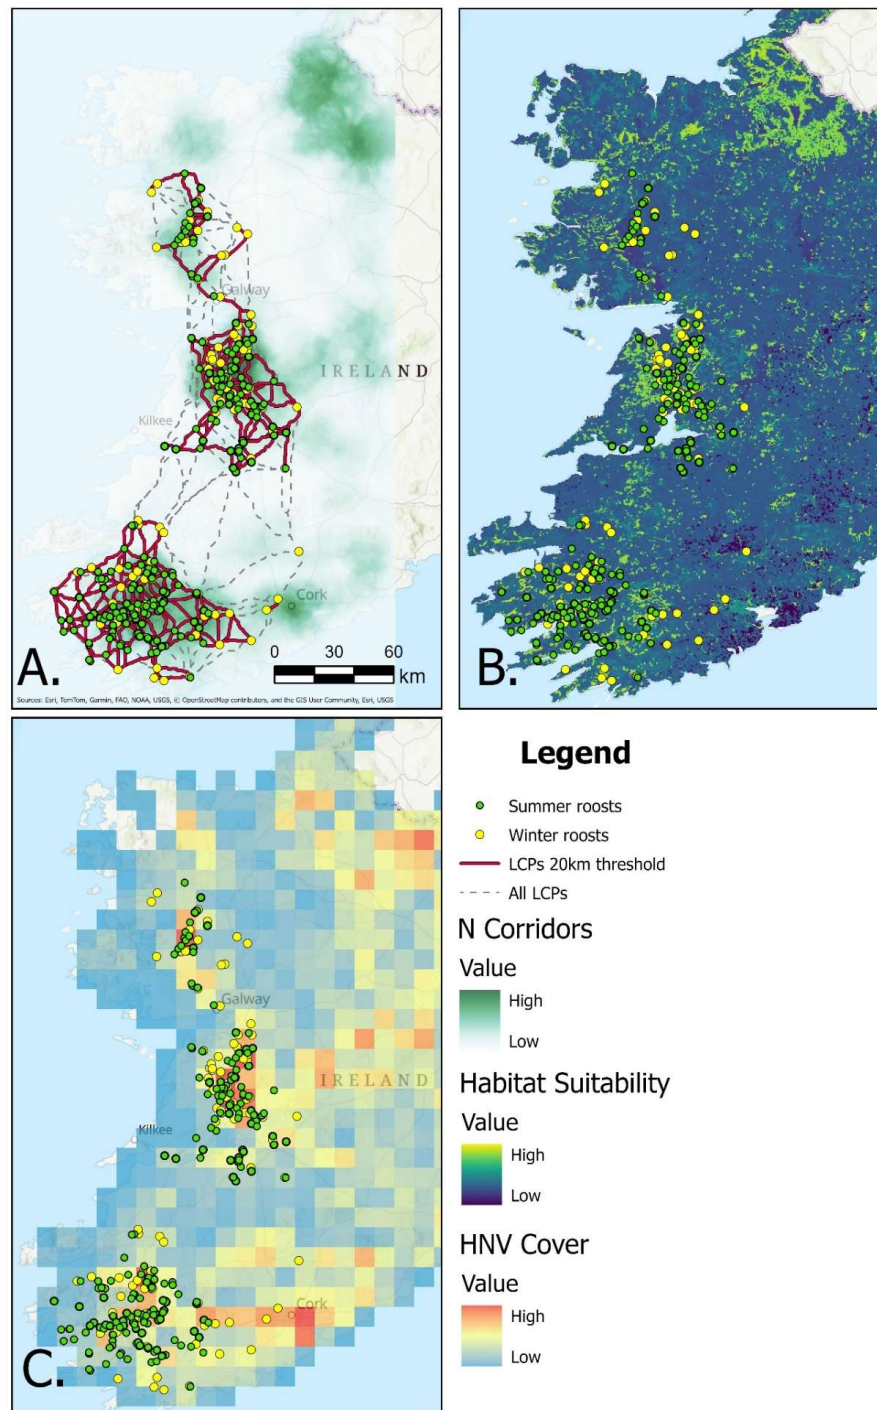 Galway
IRELAND
Kilkee
Cork
A.
0 30 60
km
Sources: Esri, TomTom, Garmin, FAO, NOAA, USGS, © OpenStreetMap contributors, and the GIS User Community, Esri, USGS
B.
Galway
IRELAND
Kilkee
Cork
C.
Legend
Summer roosts
Winter roosts
LCPs 20km threshold
All LCPs
N Corridors
Value
High
Low
Habitat Suitability
Value
High
Low
HNV Cover
Value
High
Low